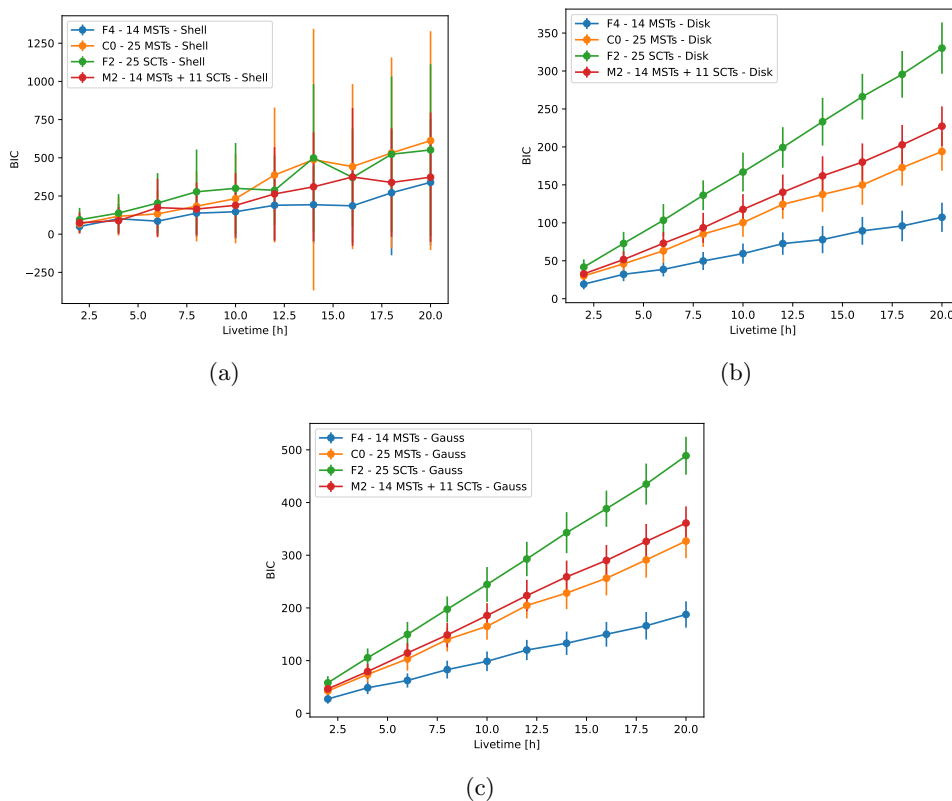 F4 - 14 MSTs - Shell
C0 - 25 MSTs - Shell
F2 - 25 SCTs - Shell
M2 - 14 MSTs + 11 SCTs - Shell
1250
1000
750
500
250
0
−250
BIC
2.5 5.0 7.5 10.0 12.5 15.0 17.5 20.0
Livetime [h]
(a)
F4 - 14 MSTs - Disk
C0 - 25 MSTs - Disk
F2 - 25 SCTs - Disk
M2 - 14 MSTs + 11 SCTs - Disk
350
300
250
200
150
100
50
0
BIC
2.5 5.0 7.5 10.0 12.5 15.0 17.5 20.0
Livetime [h]
(b)
F4 - 14 MSTs - Gauss
C0 - 25 MSTs - Gauss
F2 - 25 SCTs - Gauss
M2 - 14 MSTs + 11 SCTs - Gauss
500
400
300
200
100
0
BIC
2.5 5.0 7.5 10.0 12.5 15.0 17.5 20.0
Livetime [h]
(c)